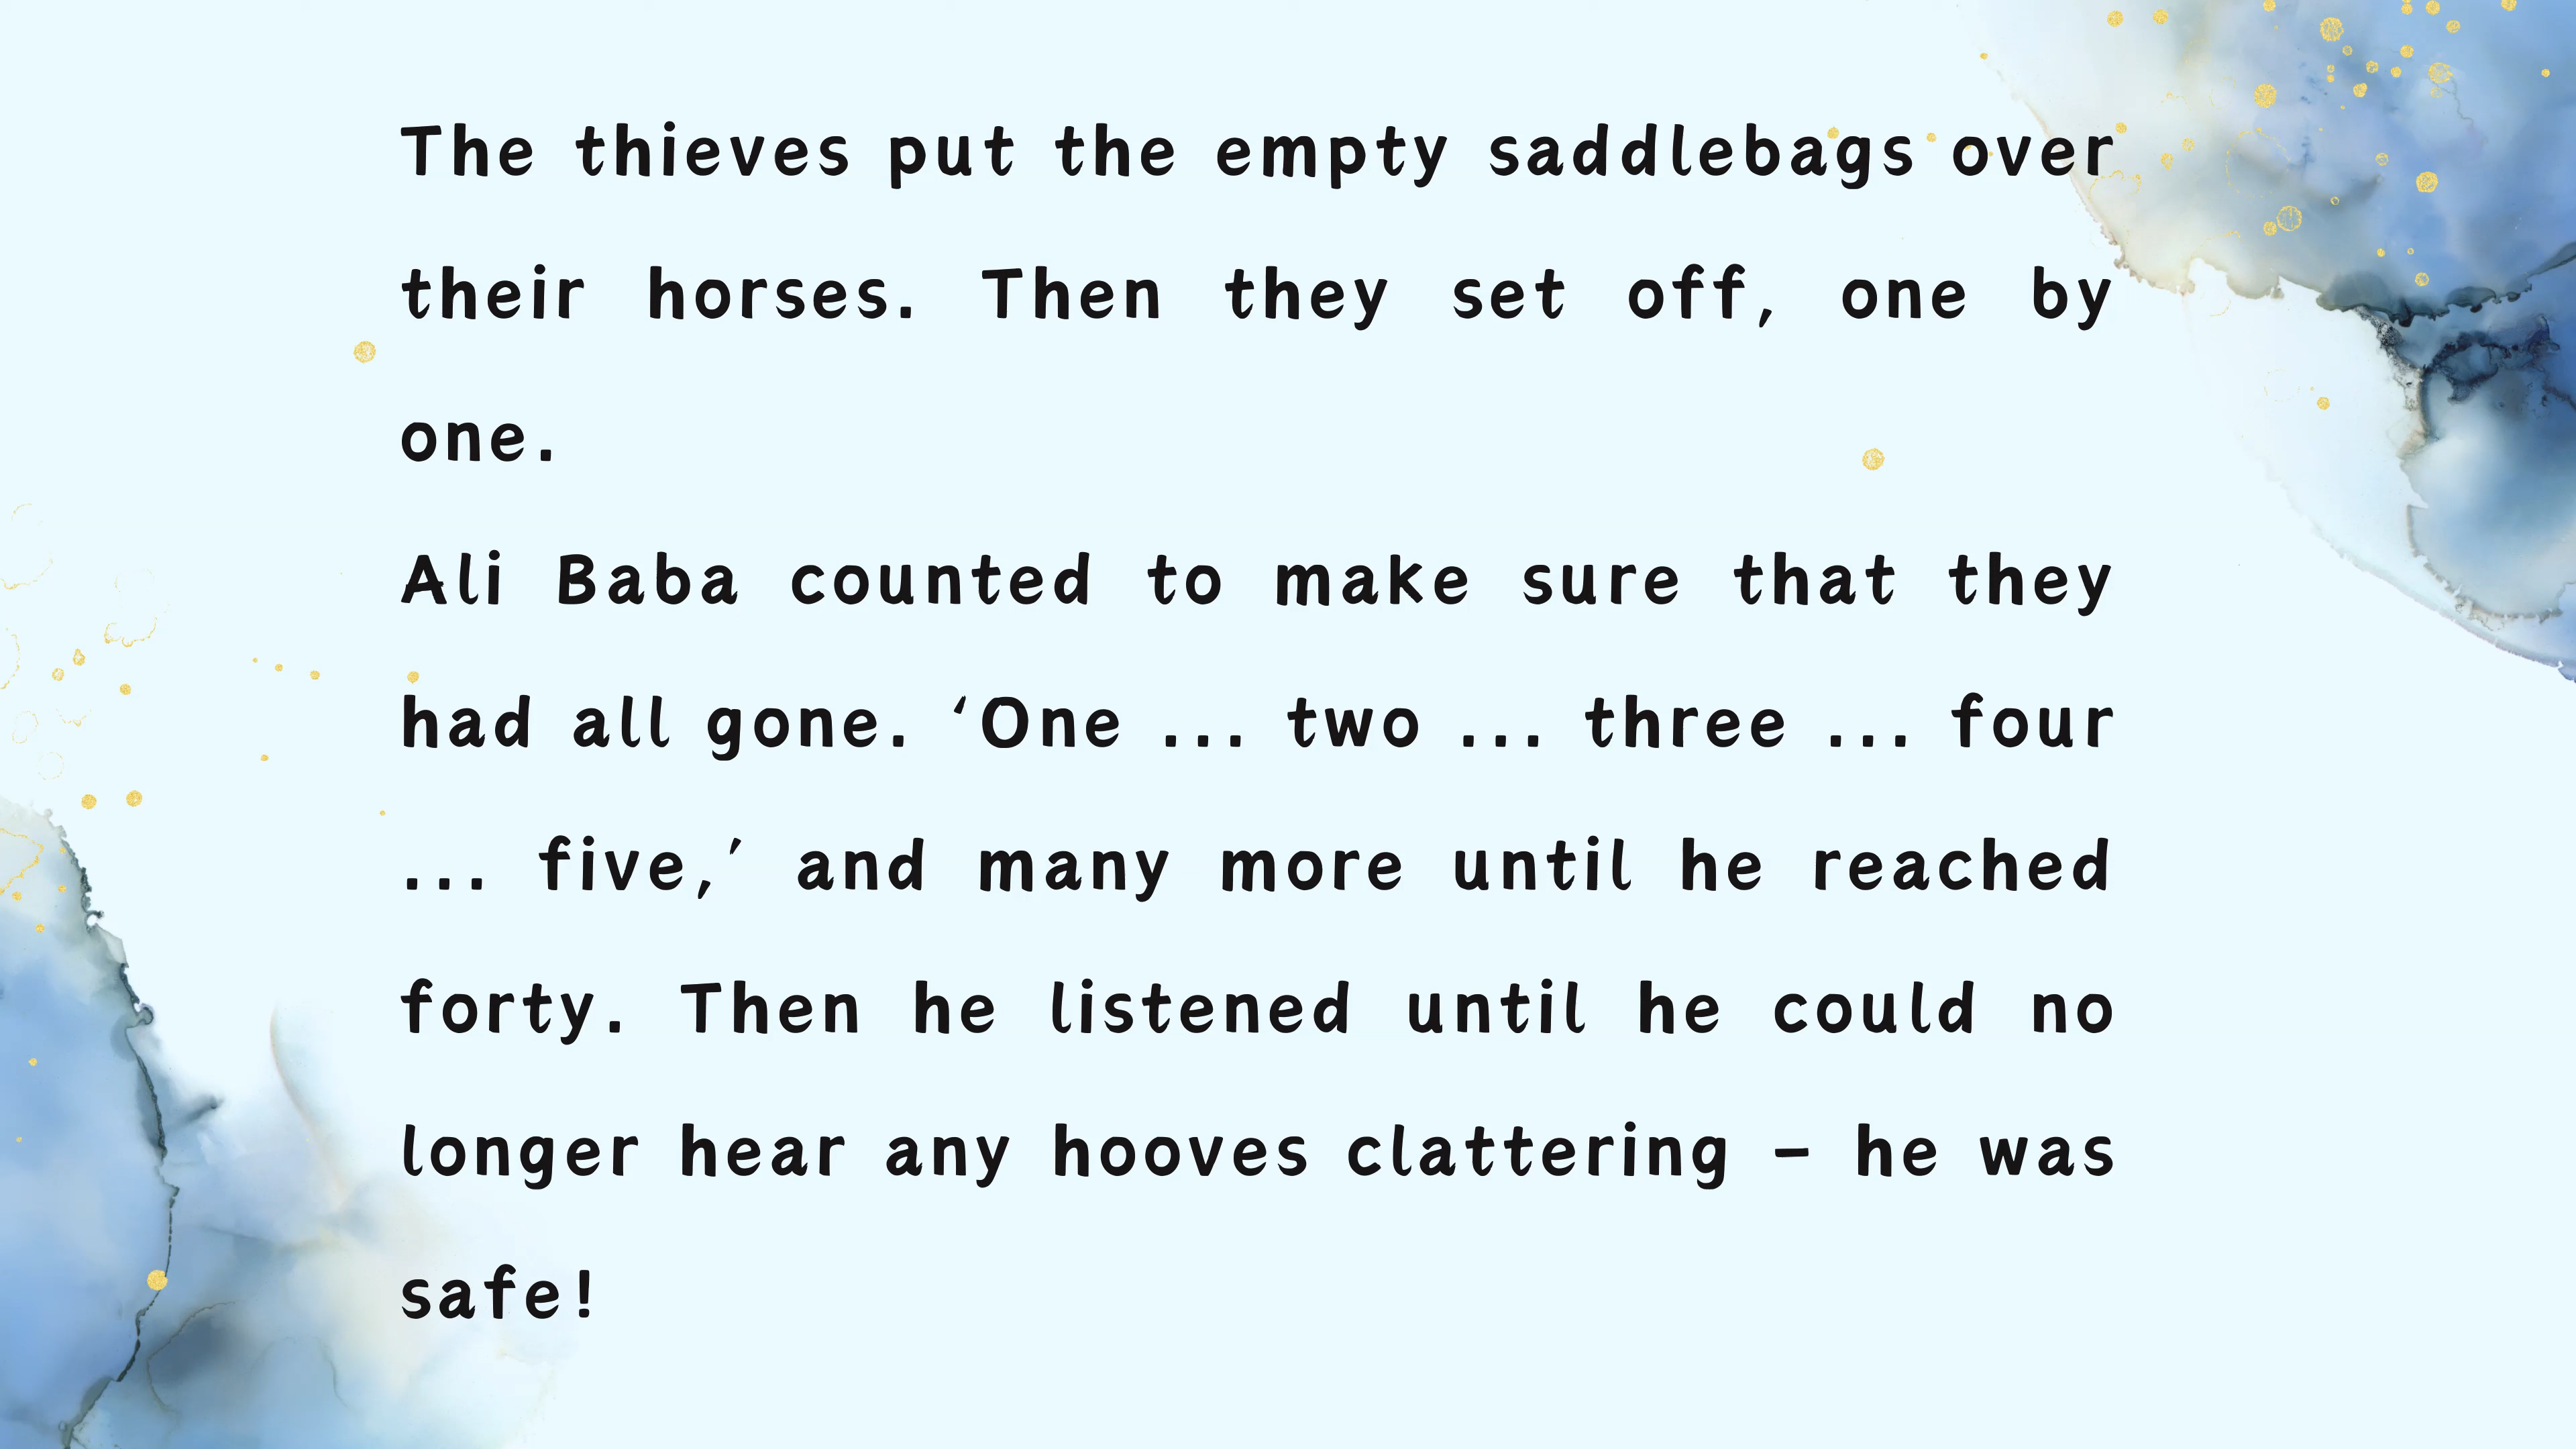 The thieves put the empty saddlebags over
their horses. Then they set off, one by
one.
Ali Baba counted to make sure that they
had all gone. ‘One ... two ... three ... four
... five,’ and many more until he reached
forty. Then he listened until he could no
longer hear any hooves clattering – he was
safe!